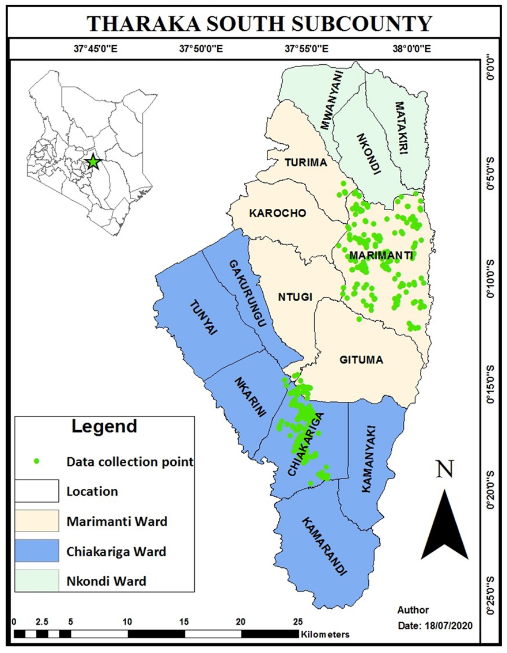 THARAKA SOUTH SUBCOUNTY
37°45'0"E 37°50'0"E 37°55'0"E 38°0'0"E
0°0'0"
0°5'0"S
0°10'0"S
0°15'0"S
0°20'0"S
0°25'0"S
MWANYANI
MATAKIRI
NKONDI
TURIMA
KAROCHO
MARIMANTI
GAKURUNGU
TUNYAI
NTUGI
GITUMA
NKARINI
CHIAKARIGA
KAMANYAKI
KAMARANDI
Legend
Data collection point
Location
Marimanti Ward
Chiakariga Ward
Nkondi Ward
N
Author
Date: 18/07/2020
0 2.5 5 10 15 20 25
Kilometers